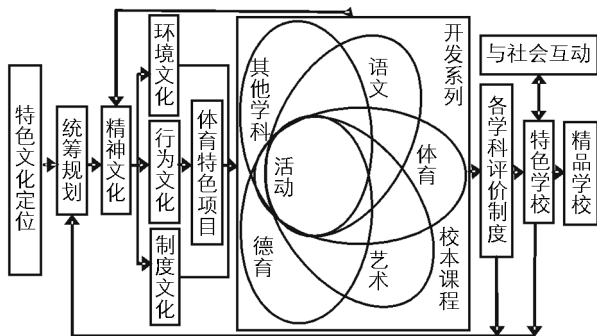 特色文化定位
统筹规划
精神文化
环境文化
行为文化
制度文化
体育特色项目
其他学科
语文
体育
活动
德育
艺术
开发系列
校本课程
各学科评价制度
与社会互动
特色学校
精品学校